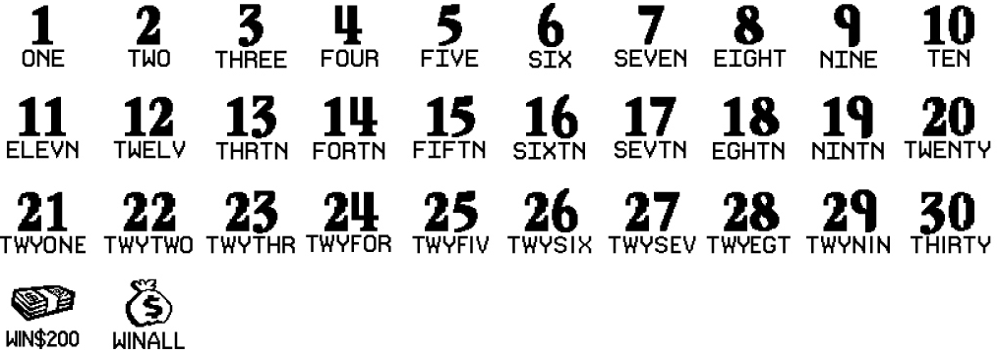 1 2 3 4 5 6 7 8 9 10
ONE TWO THREE FOUR FIVE SIX SEVEN EIGHT NINE TEN
11 12 13 14 15 16 17 18 19 20
ELEVN TWELV THRTN FORTN FIFTN SIXTN SEVTN EGHTN NINTN TWENTY
21 22 23 24 25 26 27 28 29 30
TWYONE TWYTWO TWYTHR TWYFOR TWYFIV TWYSIX TWYSEV TWYEGT TWYNIN THIRTY
$ $
WIN$200 WINALL